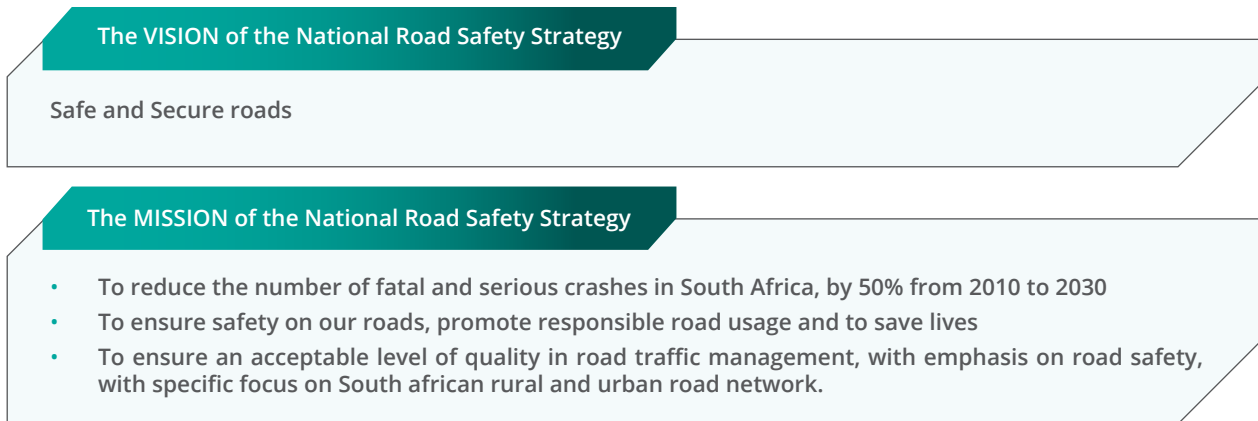 The VISION of the National Road Safety Strategy
Safe and Secure roads
The MISSION of the National Road Safety Strategy
• To reduce the number of fatal and serious crashes in South Africa, by 50% from 2010 to 2030
• To ensure safety on our roads, promote responsible road usage and to save lives
• To ensure an acceptable level of quality in road traffic management, with emphasis on road safety,
with specific focus on South african rural and urban road network.